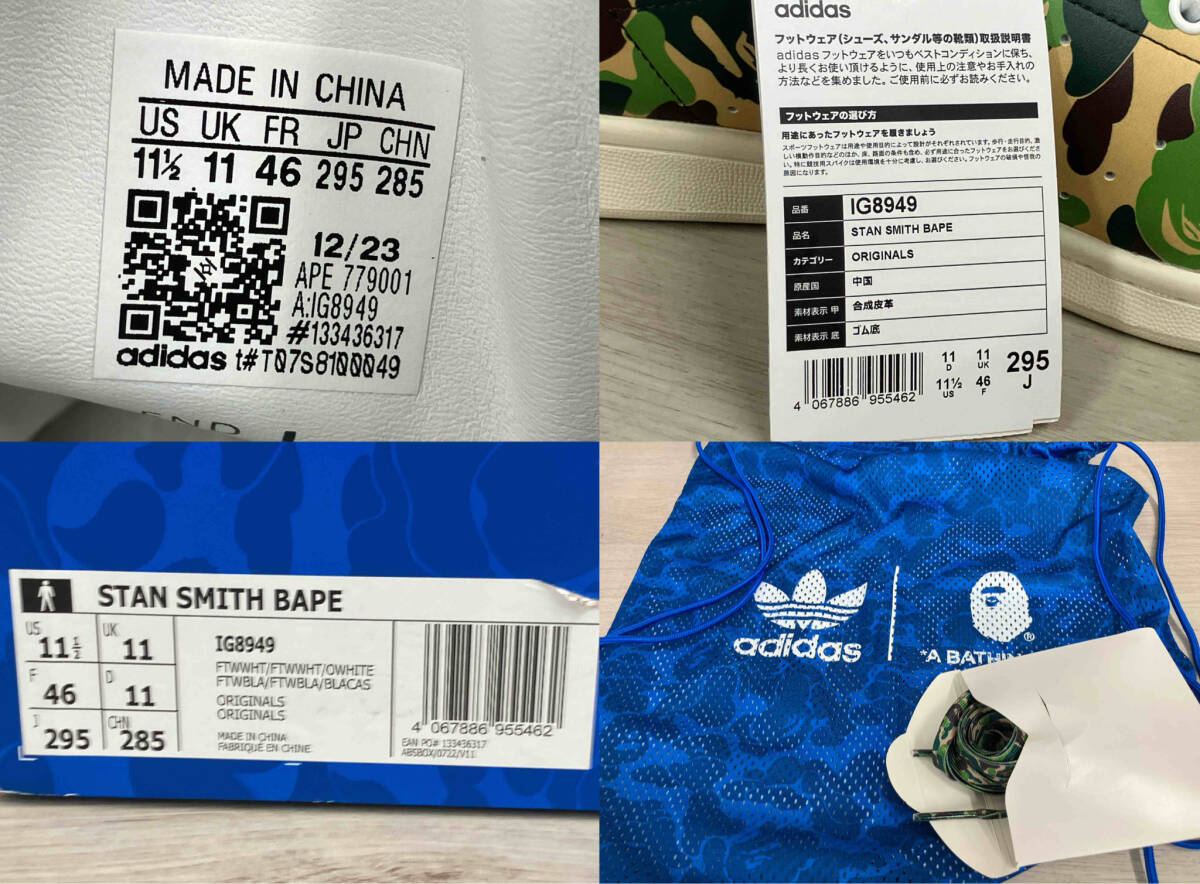 MADE IN CHINA
US UK FR JP CHN
11½ 11 46 295 285
12/23
APE 779001
A:IG8949
#133436317
adidas t#T07S8100049
adidas
フットウェア(シューズ、サンダル等の靴類)取扱説明書
adidas フットウェアをいつもベストコンディションに保ち、
より長くお使い頂けるように、使用上の注意やお手入れの
方法などを集めました。ご使用前に必ずお読みください。
フットウェアの選び方
用途にあったフットウェアを履きましょう
品番 IG8949
品名 STAN SMITH BAPE
カテゴリー ORIGINALS
原産国 中国
素材表示 甲 合成皮革
素材表示 底 ゴム底
11 D 11 UK 295 J
11½ US 46 F
4 067886 955462
STAN SMITH BAPE
US 11½ UK 11
F 46 D 11
J 295 CHN 285
IG8949
FTWWHT/FTWWHT/OWHITE
FTWBLA/FTWBLA/BLACAS
ORIGINALS
ORIGINALS
MADE IN CHINA
FABRIQUÉ EN CHINE
4 067886 955462
EAN PO# 133436317
ABSBOX/0722/V11
adidas
®
*A